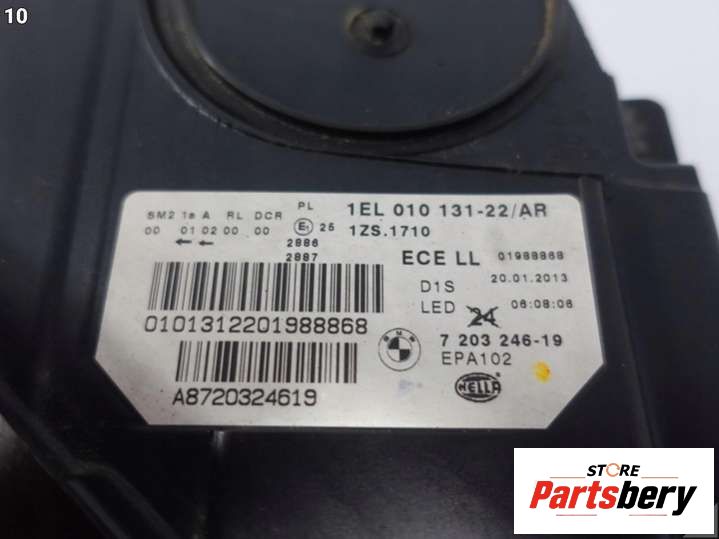 10
PL
1EL 010 131-22/AR
SM2 1a A RL DCR
00 01 02 00 00
E1 25
1ZS.1710
2886
2887
ECE LL
01988868
D1S
20.01.2013
LED
24
06:08:06
0101312201988868
BMW
7 203 246-19
EPA102
HELLA
A8720324619
STORE
Partsbery